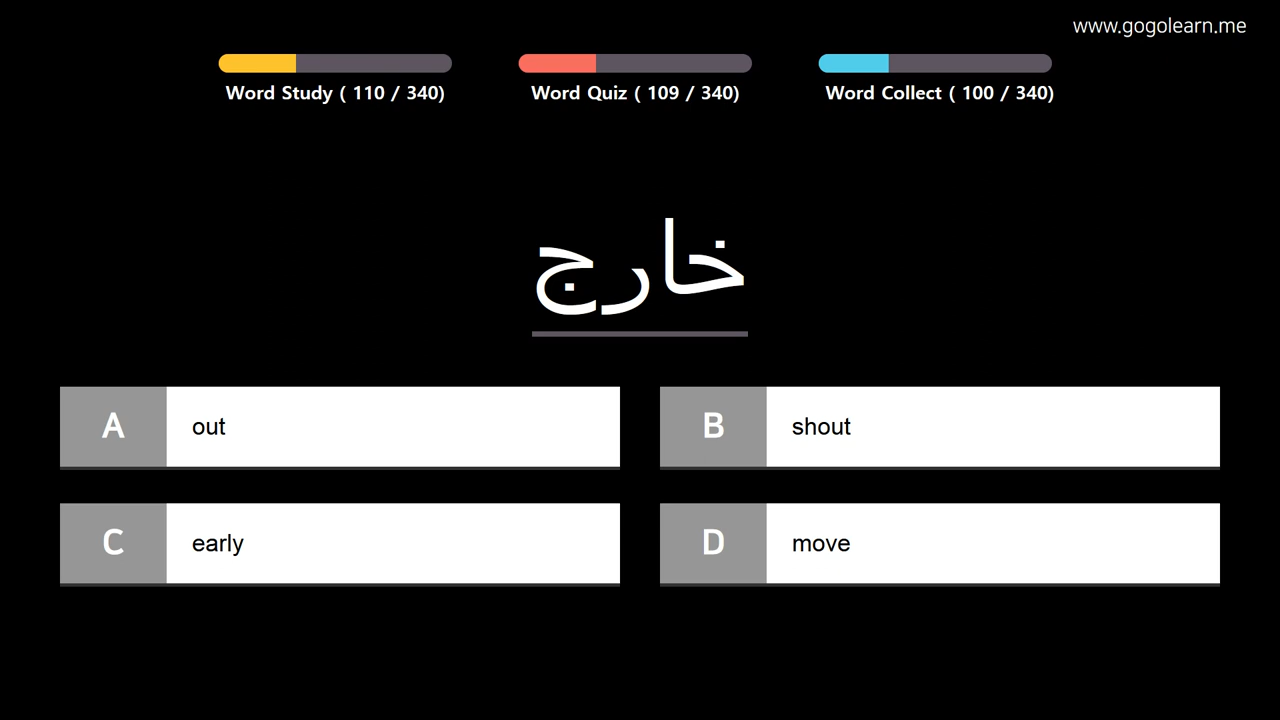 www.gogolearn.me
Word Study ( 110 / 340)
Word Quiz ( 109 / 340)
Word Collect ( 100 / 340)
خارج
A out
B shout
C early
D move